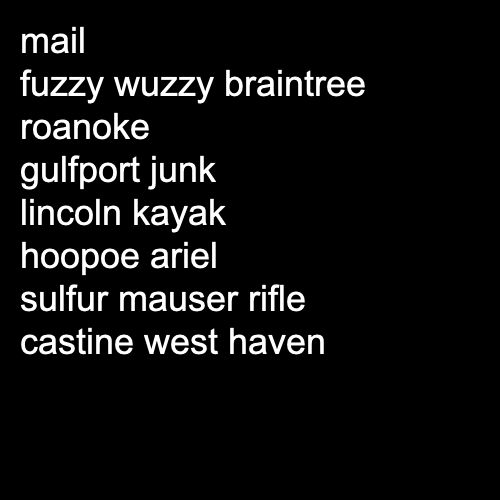 mail
fuzzy wuzzy braintree
roanoke
gulfport junk
lincoln kayak
hoopoe ariel
sulfur mauser rifle
castine west haven